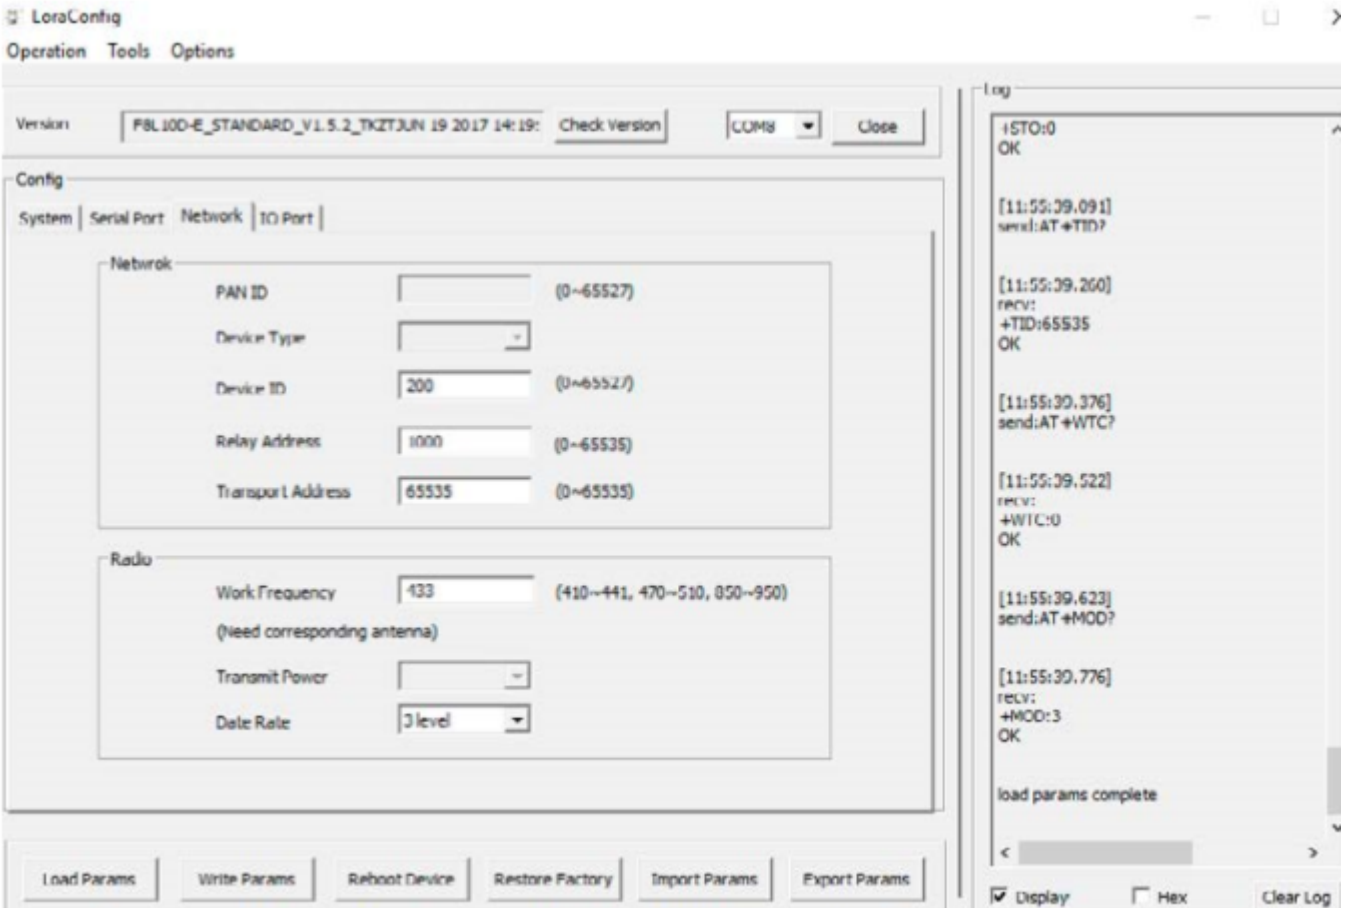 LoraConfig
Operation Tools Options
Version F8L10D-E_STANDARD_V1.5.2_TKZTJUN 19 2017 14:19: Check Version COM8 Close
Config
System Serial Port Network IO Port
Netwrok
PAN ID (0~65527)
Device Type
Device ID 200 (0~65527)
Relay Address 1000 (0~65535)
Transport Address 65535 (0~65535)
Radio
Work Frequency 433 (410~441, 470~510, 850~950)
(Need corresponding antenna)
Transmit Power
Date Rate 3 level
Load Params Write Params Reboot Device Restore Factory Import Params Export Params
Log
+STO:0
OK
[11:55:39.091]
send:AT+TID?
[11:55:39.260]
recv:
+TID:65535
OK
[11:55:39.376]
send:AT+WTC?
[11:55:39.522]
recv:
+WTC:0
OK
[11:55:39.623]
send:AT+MOD?
[11:55:39.776]
recv:
+MOD:3
OK
load params complete
Display Hex Clear Log